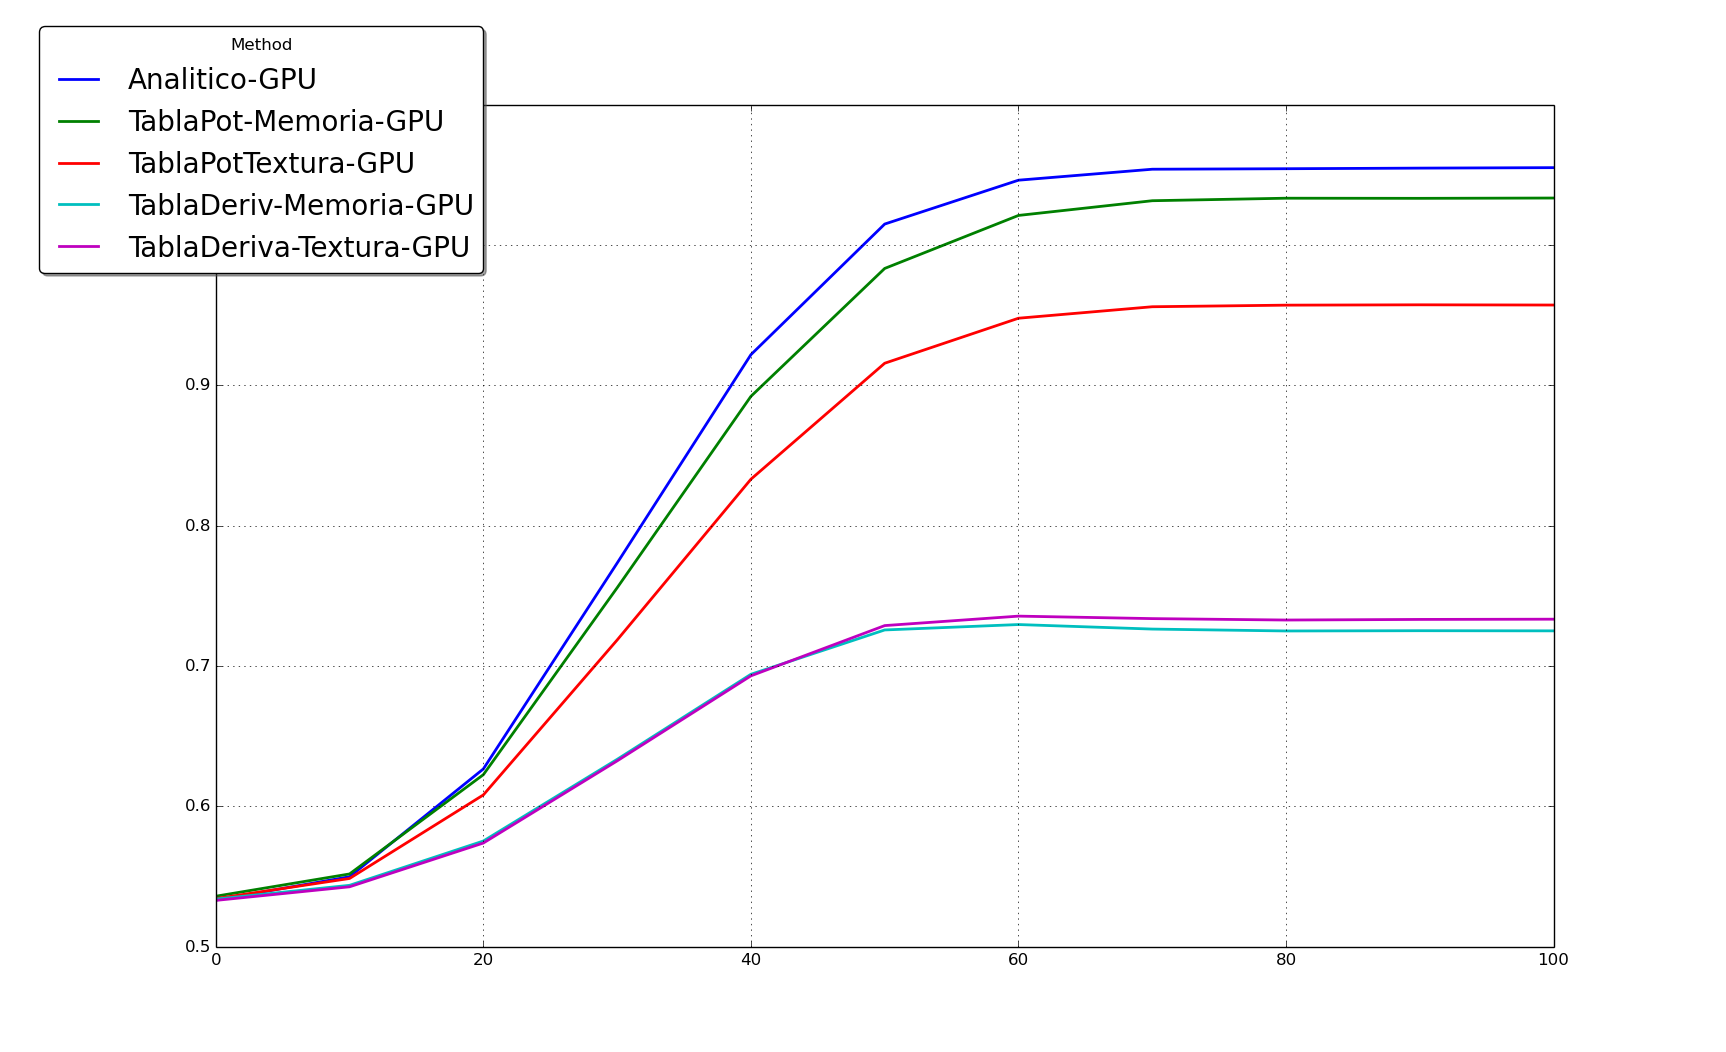 Method
Analitico-GPU
TablaPot-Memoria-GPU
TablaPotTextura-GPU
TablaDeriv-Memoria-GPU
TablaDeriva-Textura-GPU
0.9
0.8
0.7
0.6
0.5
0 20 40 60 80 100